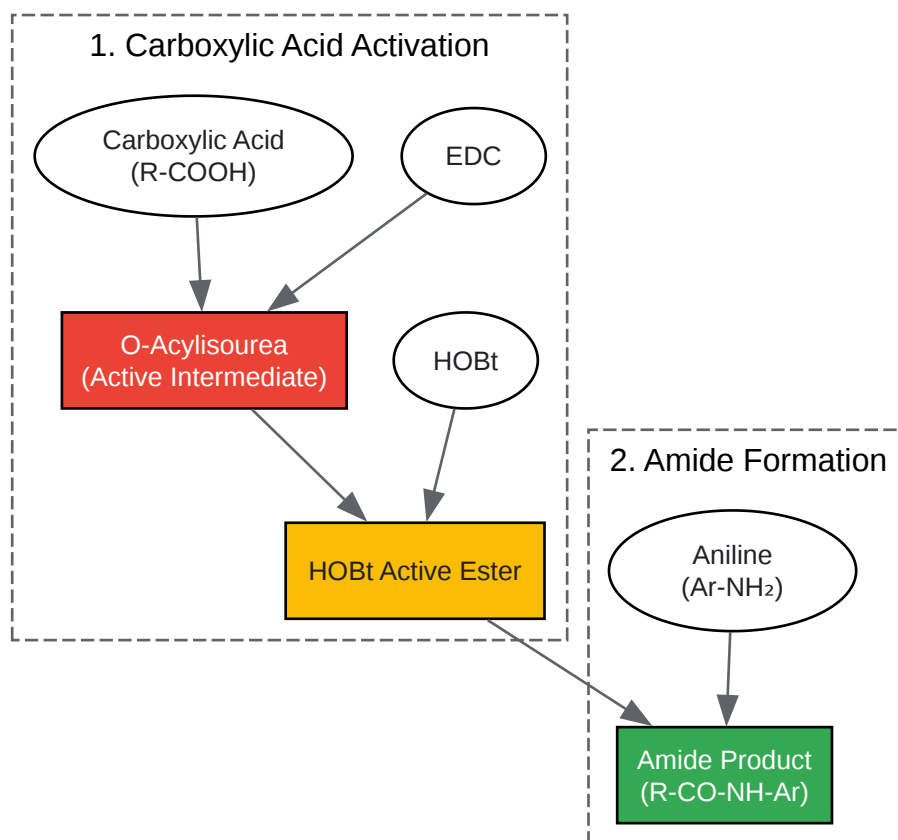 1. Carboxylic Acid Activation
Carboxylic Acid
(R-COOH)
EDC
O-Acylisourea
(Active Intermediate)
HOBt
HOBt Active Ester
2. Amide Formation
Aniline
(Ar-NH₂)
Amide Product
(R-CO-NH-Ar)